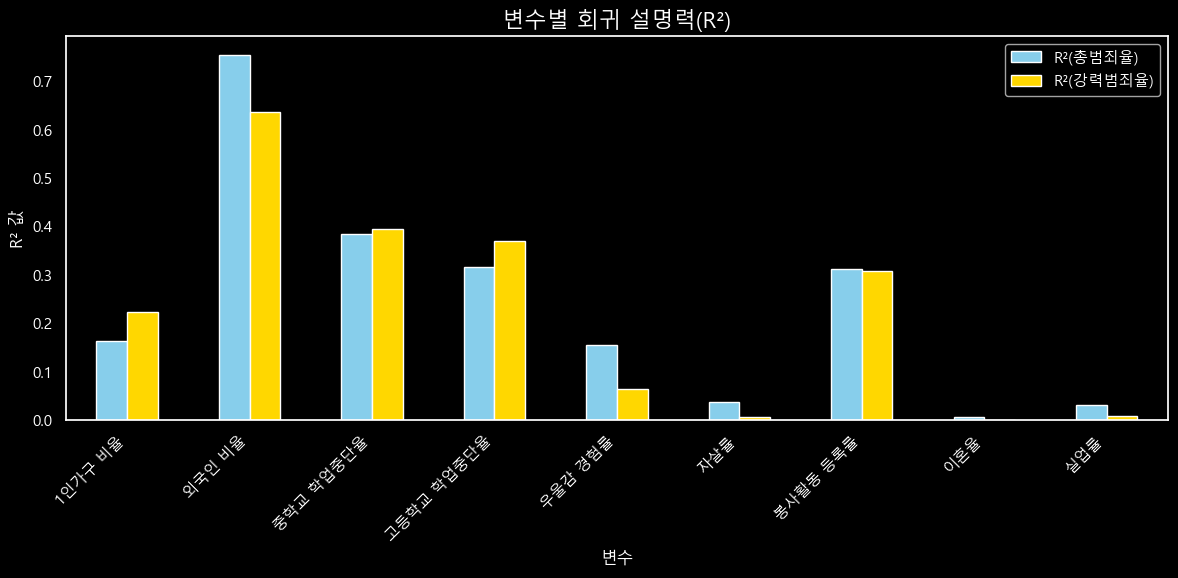 변수별 회귀 설명력(R²)
R²(총범죄율)
R²(강력범죄율)
R² 값
0.7
0.6
0.5
0.4
0.3
0.2
0.1
0.0
1인가구 비율
외국인 비율
중학교 학업중단율
고등학교 학업중단율
우울감 경험률
자살률
봉사활동 등록률
이혼율
실업률
변수